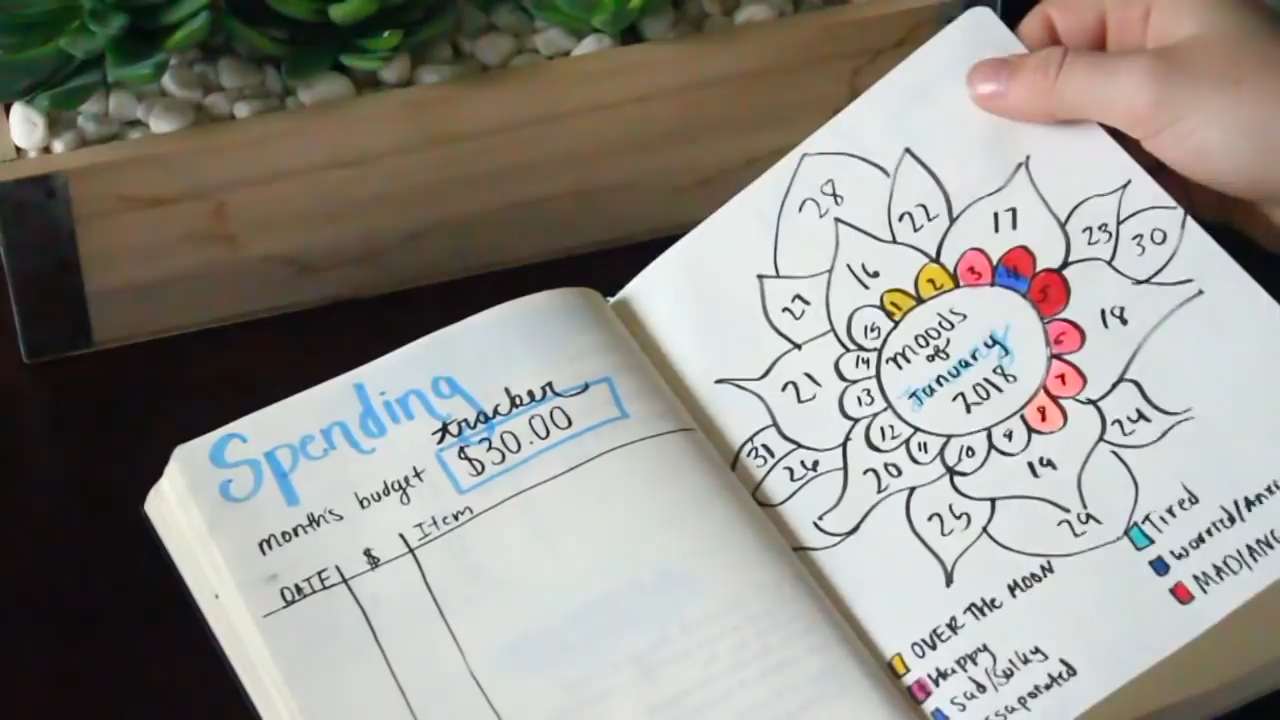 Spending
tracker
month's budget $30.00
DATE $ Item
28
22
17
23
30
16
27
1
2
3
4
5
18
15
6
14
21
7
13
8
24
12
11
10
9
31
26
20
19
25
29
moods
of
January
2018
Tired
worried/
MAD/
OVER THE MOON
Happy
Sad/Sulky